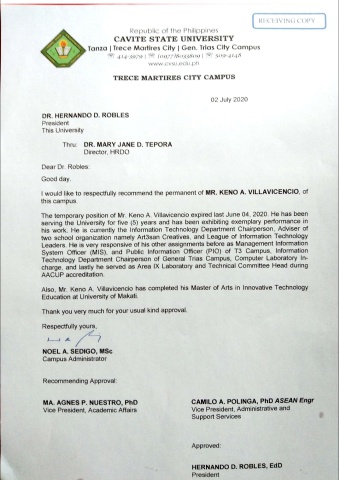 RECEIVING COPY
Republic of the Philippines
CAVITE STATE UNIVERSITY
Tanza | Trece Martires City | Gen. Trias City Campus
www.cvsu.edu.ph
TRECE MARTIRES CITY CAMPUS
02 July 2020
DR. HERNANDO D. ROBLES
President
This University
Thru: DR. MARY JANE D. TEPORA
Director, HRDO
Dear Dr. Robles:
Good day.
I would like to respectfully recommend the permanent of MR. KENO A. VILLAVICENCIO, of
this campus.
The temporary position of Mr. Keno A. Villavicencio expired last June 04, 2020. He has been
serving the University for five (5) years and has been exhibiting exemplary performance in
his work. He is currently the Information Technology Department Chairperson, Adviser of
two school organization namely Art3san Creatives, and League of Information Technology
Leaders. He is very responsive of his other assignments before as Management Information
System Officer (MIS), and Public Information Officer (PIO) of T3 Campus, Information
Technology Department Chairperson of General Trias Campus, Computer Laboratory In-
charge, and lastly he served as Area IX Laboratory and Technical Committee Head during
AACUP accreditation.
Also, Mr. Keno A. Villavicencio has completed his Master of Arts in Innovative Technology
Education at University of Makati.
Thank you very much for your usual kind approval.
Respectfully yours,
NOEL A. SEDIGO, MSc
Campus Administrator
Recommending Approval:
MA. AGNES P. NUESTRO, PhD
Vice President, Academic Affairs
CAMILO A. POLINGA, PhD ASEAN Engr
Vice President, Administrative and
Support Services
Approved:
HERNANDO D. ROBLES, EdD
President